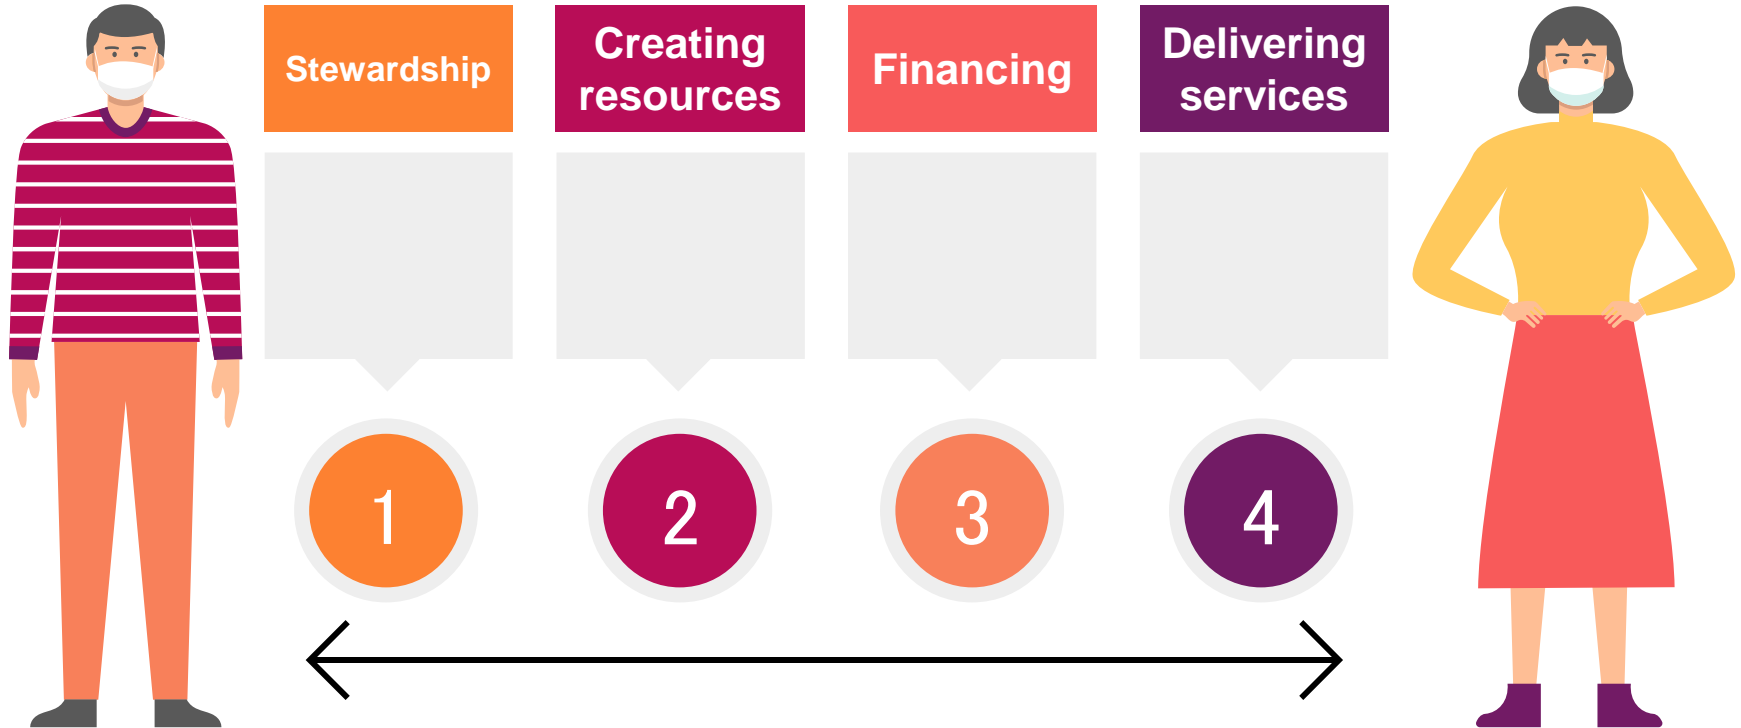 Stewardship
Creating
resources
Financing
Delivering
services
1
2
3
4